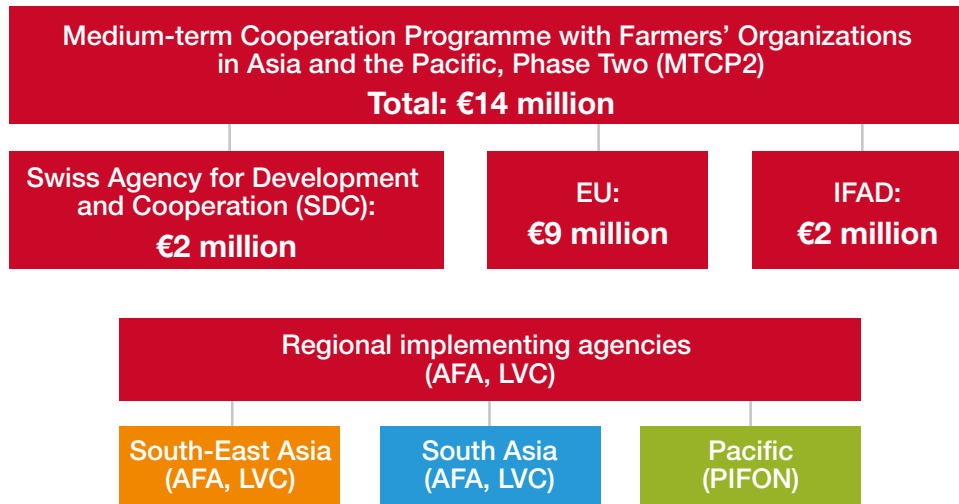 Medium-term Cooperation Programme with Farmers’ Organizations
in Asia and the Pacific, Phase Two (MTCP2)
Total: €14 million
Swiss Agency for Development
and Cooperation (SDC):
€2 million
EU:
€9 million
IFAD:
€2 million
Regional implementing agencies
(AFA, LVC)
South-East Asia
(AFA, LVC)
South Asia
(AFA, LVC)
Pacific
(PIFON)